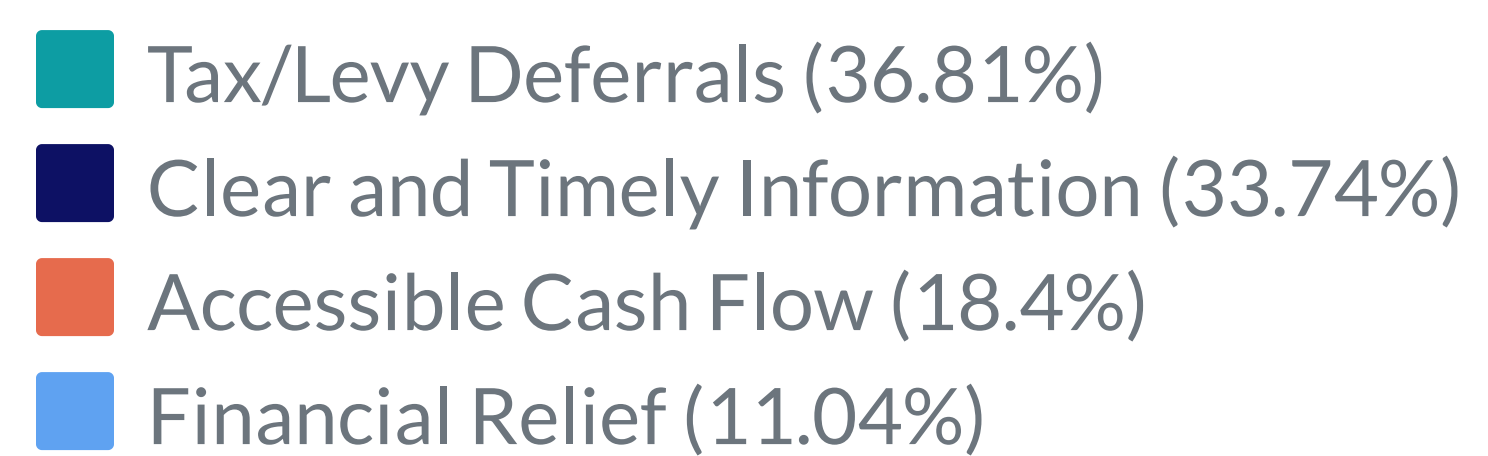 Tax/Levy Deferrals (36.81%)
Clear and Timely Information (33.74%)
Accessible Cash Flow (18.4%)
Financial Relief (11.04%)